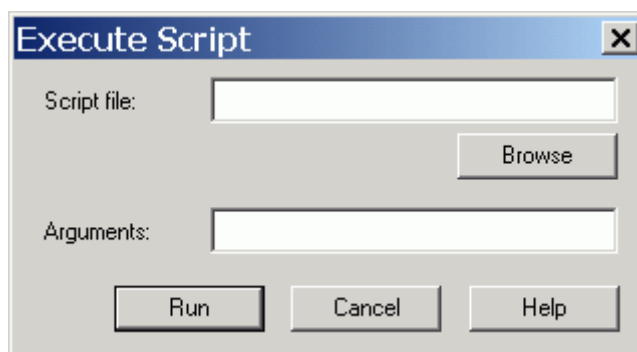 Execute Script
Script file:
Browse
Arguments:
Run Cancel Help